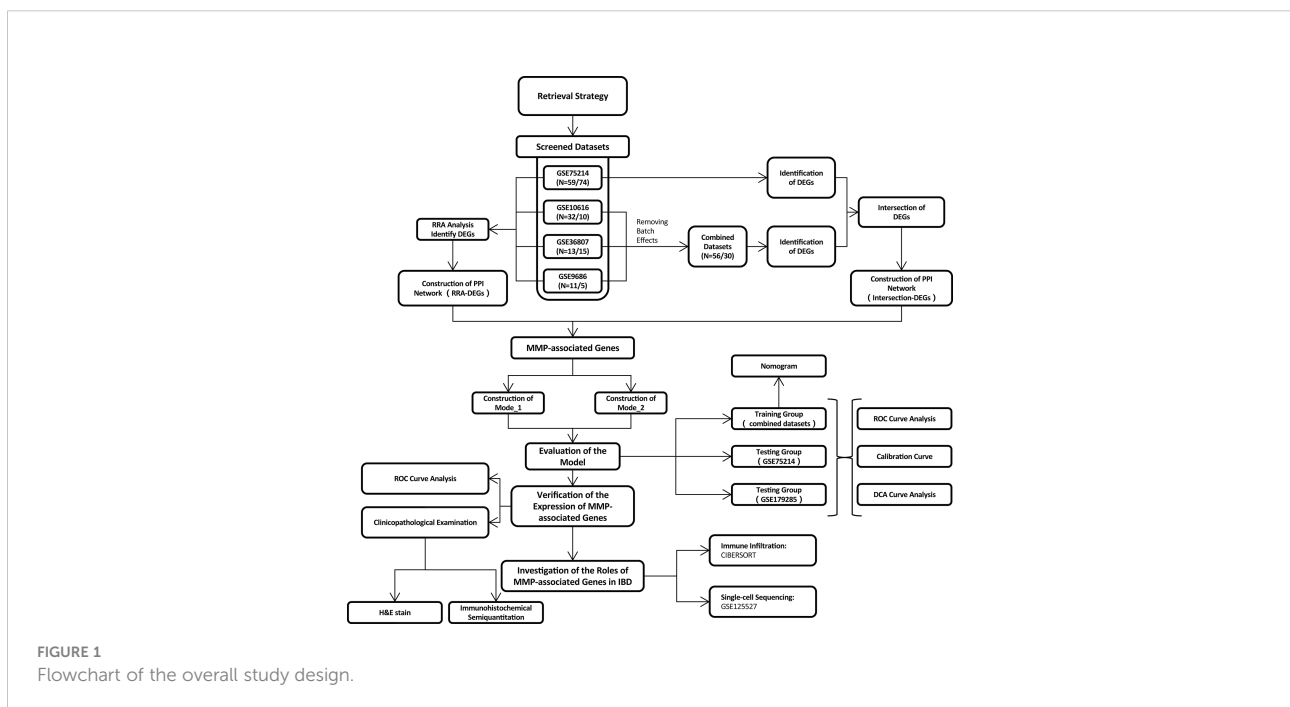 Retrieval Strategy
Screened Datasets
GSE75214
(N=59/74)
GSE10616
(N=32/10)
GSE36807
(N=13/15)
GSE9686
(N=11/5)
RRA Analysis
Identify DEGs
Construction of PPI
Network ( RRA-DEGs )
Removing
Batch
Effects
Combined
Datasets
(N=56/30)
Identification
of DEGs
Identification
of DEGs
Intersection of
DEGs
Construction of PPI
Network
( Intersection-DEGs )
MMP-associated Genes
Construction of
Mode_1
Construction of
Mode_2
Evaluation of the
Model
Nomogram
Training Group
( combined datasets )
Testing Group
( GSE75214 )
Testing Group
( GSE179285 )
ROC Curve Analysis
Calibration Curve
DCA Curve Analysis
Verification of the
Expression of MMP-
associated Genes
ROC Curve Analysis
Clinicopathological Examination
H&E stain
Immunohistochemical
Semiquantitation
Investigation of the Roles of
MMP-associated Genes in IBD
Immune Infiltration:
CIBERSORT
Single-cell Sequencing:
GSE125527
FIGURE 1
Flowchart of the overall study design.